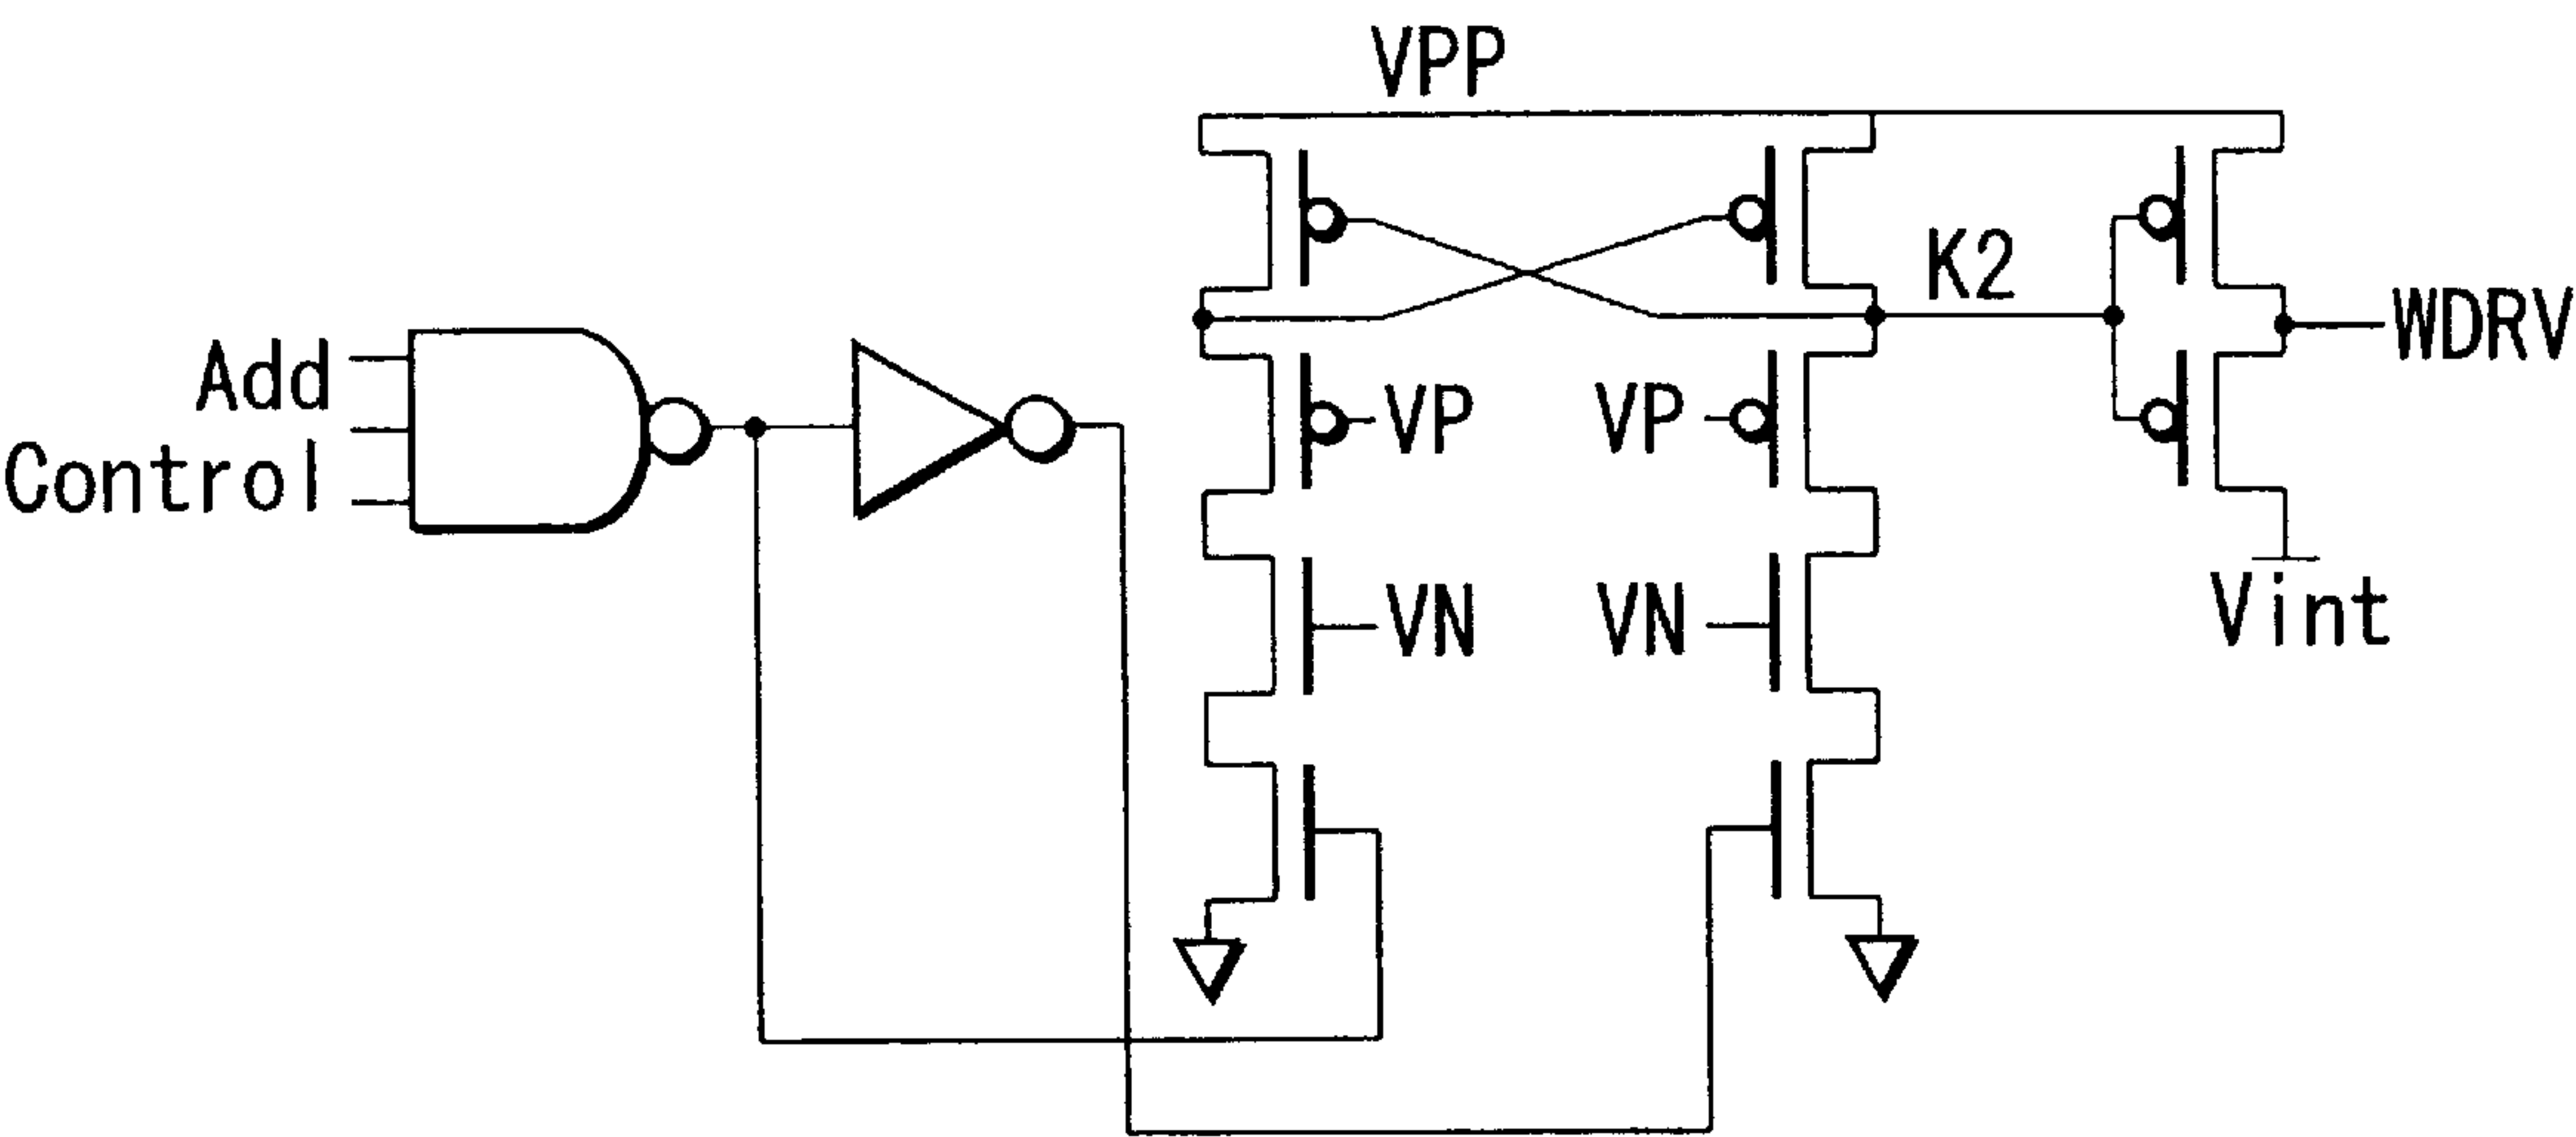 VPP
K2
WDRV
Add
Control
VP
VP
VN
VN
Vint